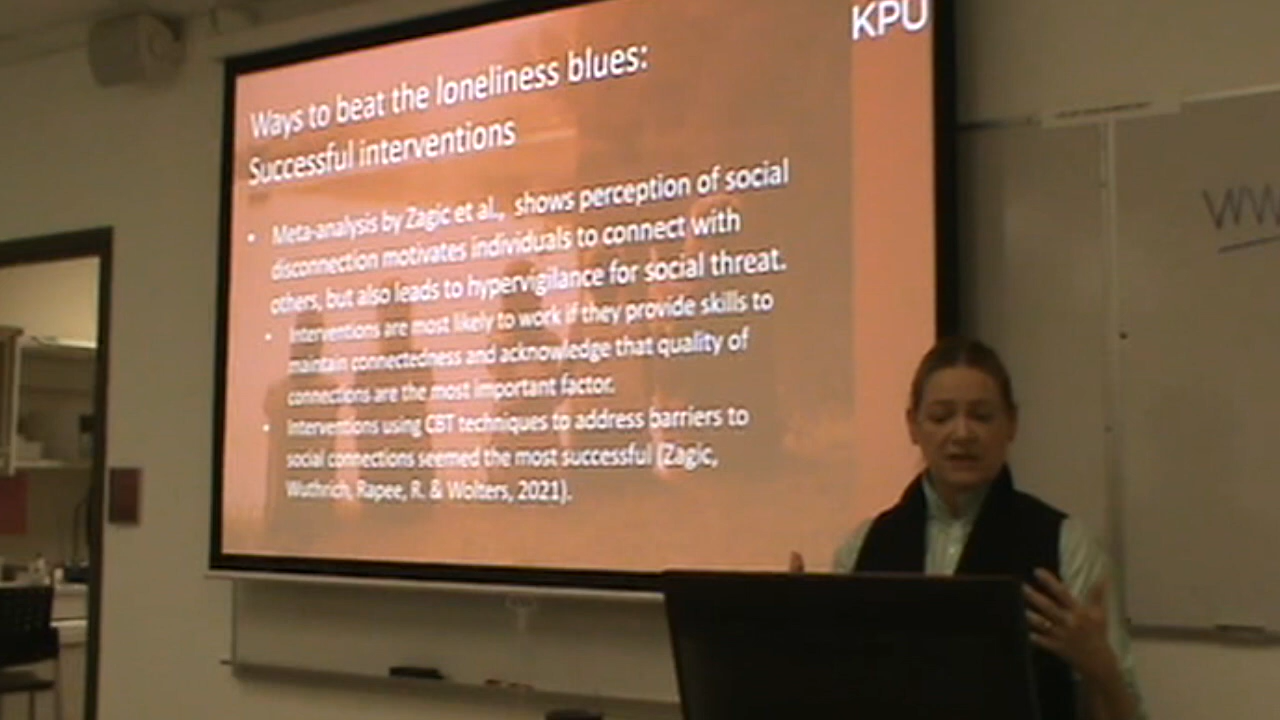 KPU
Ways to beat the loneliness blues:
Successful interventions
• Meta-analysis by Zagic et al., shows perception of social
disconnection motivates individuals to connect with
others, but also leads to hypervigilance for social threat.
• Interventions are most likely to work if they provide skills to
maintain connectedness and acknowledge that quality of
connections are the most important factor.
• Interventions using CBT techniques to address barriers to
social connections seemed the most successful (Zagic,
Wuthrich, Rapee, R. & Wolters, 2021).